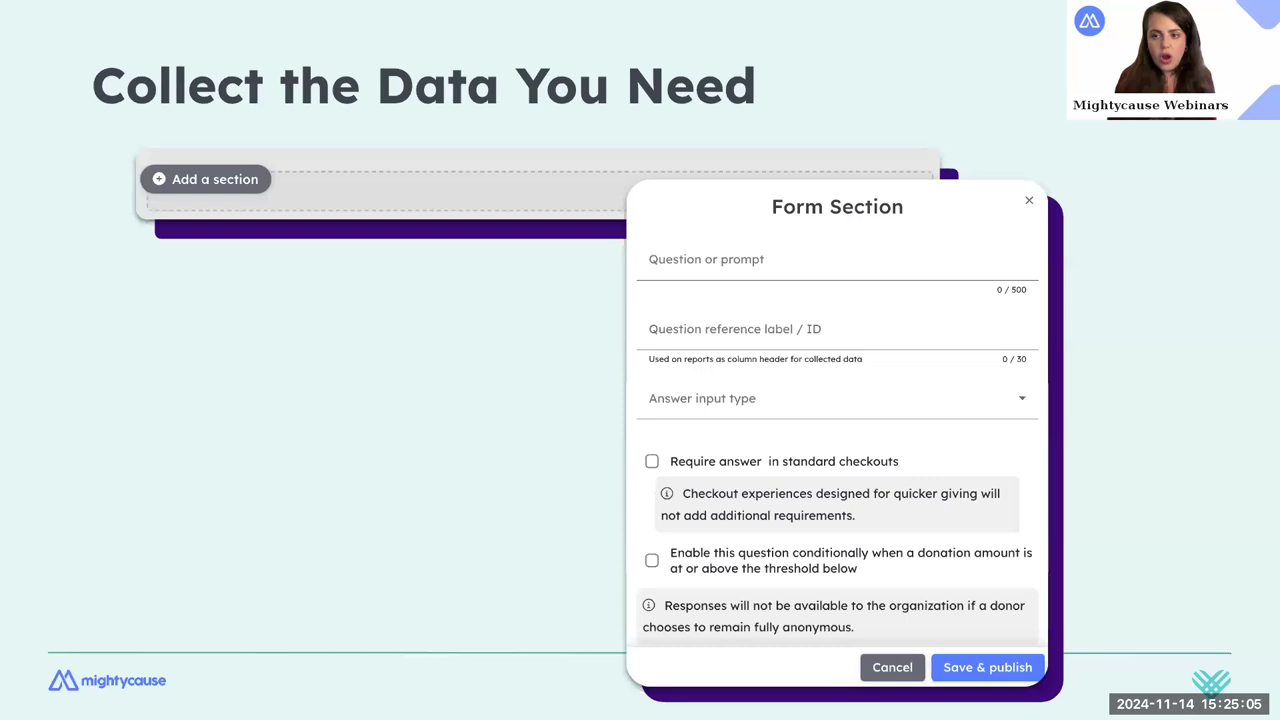 Collect the Data You Need
Mightycause Webinars
Add a section
Form Section
Question or prompt
0 / 500
Question reference label / ID
Used on reports as column header for collected data
0 / 30
Answer input type
Require answer  in standard checkouts
Checkout experiences designed for quicker giving will
not add additional requirements.
Enable this question conditionally when a donation amount is
at or above the threshold below
Responses will not be available to the organization if a donor
chooses to remain fully anonymous.
Cancel
Save & publish
mightycause
2024-11-14 15:25:05